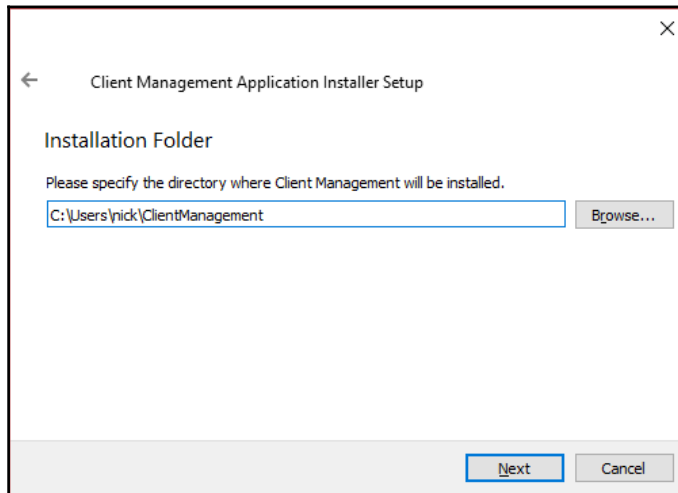 Client Management Application Installer Setup
Installation Folder
Please specify the directory where Client Management will be installed.
C:\Users\nick\ClientManagement
Browse...
Next
Cancel